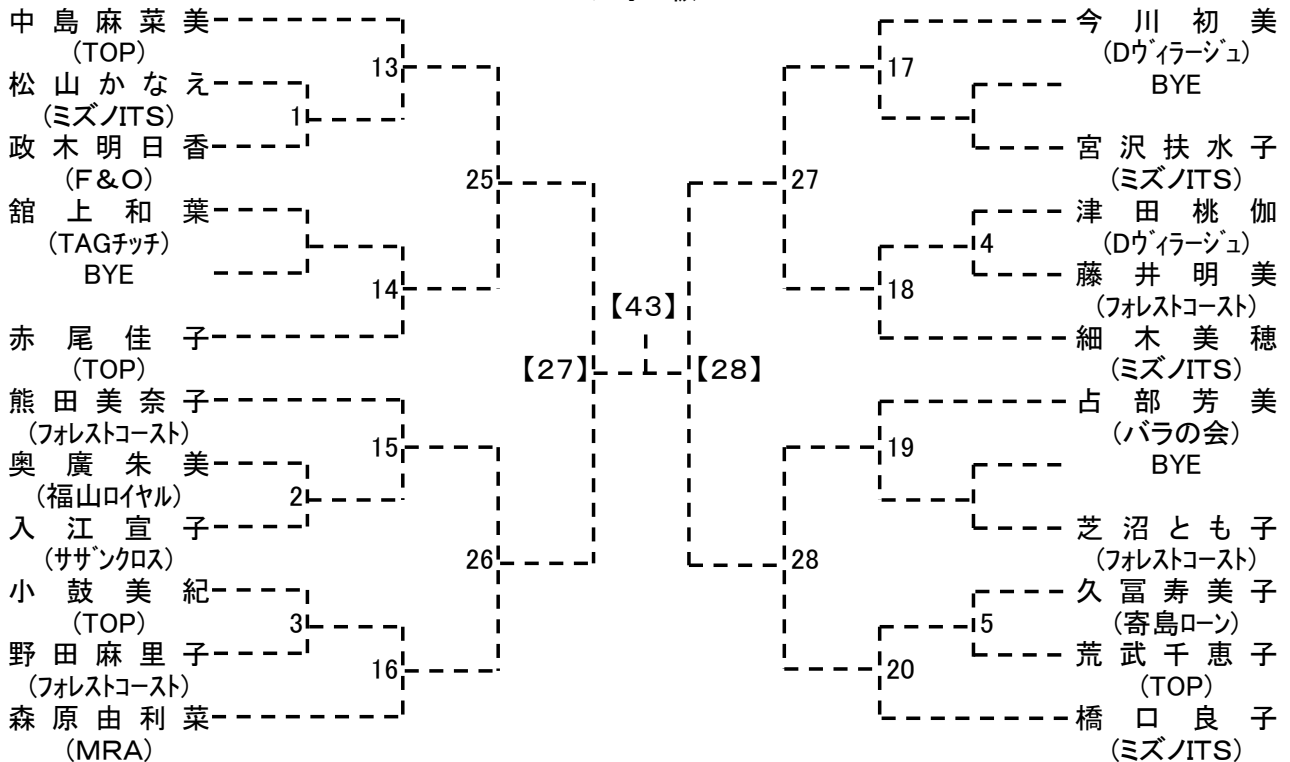 中島麻菜美
(TOP)
13
松山かなえ
(ミズノITS)
1
政木明日香
(F&O)
25
舘上和葉
(TAGチッチ)
BYE
14
赤尾佳子
(TOP)
【27】
熊田美奈子
(フォレストコースト)
15
奥廣朱美
(福山ロイヤル)
2
入江宣子
(サザンクロス)
26
小鼓美紀
(TOP)
3
野田麻里子
(フォレストコースト)
16
森原由利菜
(MRA)
【43】
今川初美
(Dヴィラージュ)
17
BYE
宮沢扶水子
(ミズノITS)
27
津田桃伽
(Dヴィラージュ)
4
藤井明美
(フォレストコースト)
18
細木美穂
(ミズノITS)
【28】
占部芳美
(バラの会)
19
BYE
芝沼とも子
(フォレストコースト)
28
久冨寿美子
(寄島ローン)
5
荒武千恵子
(TOP)
20
橋口良子
(ミズノITS)